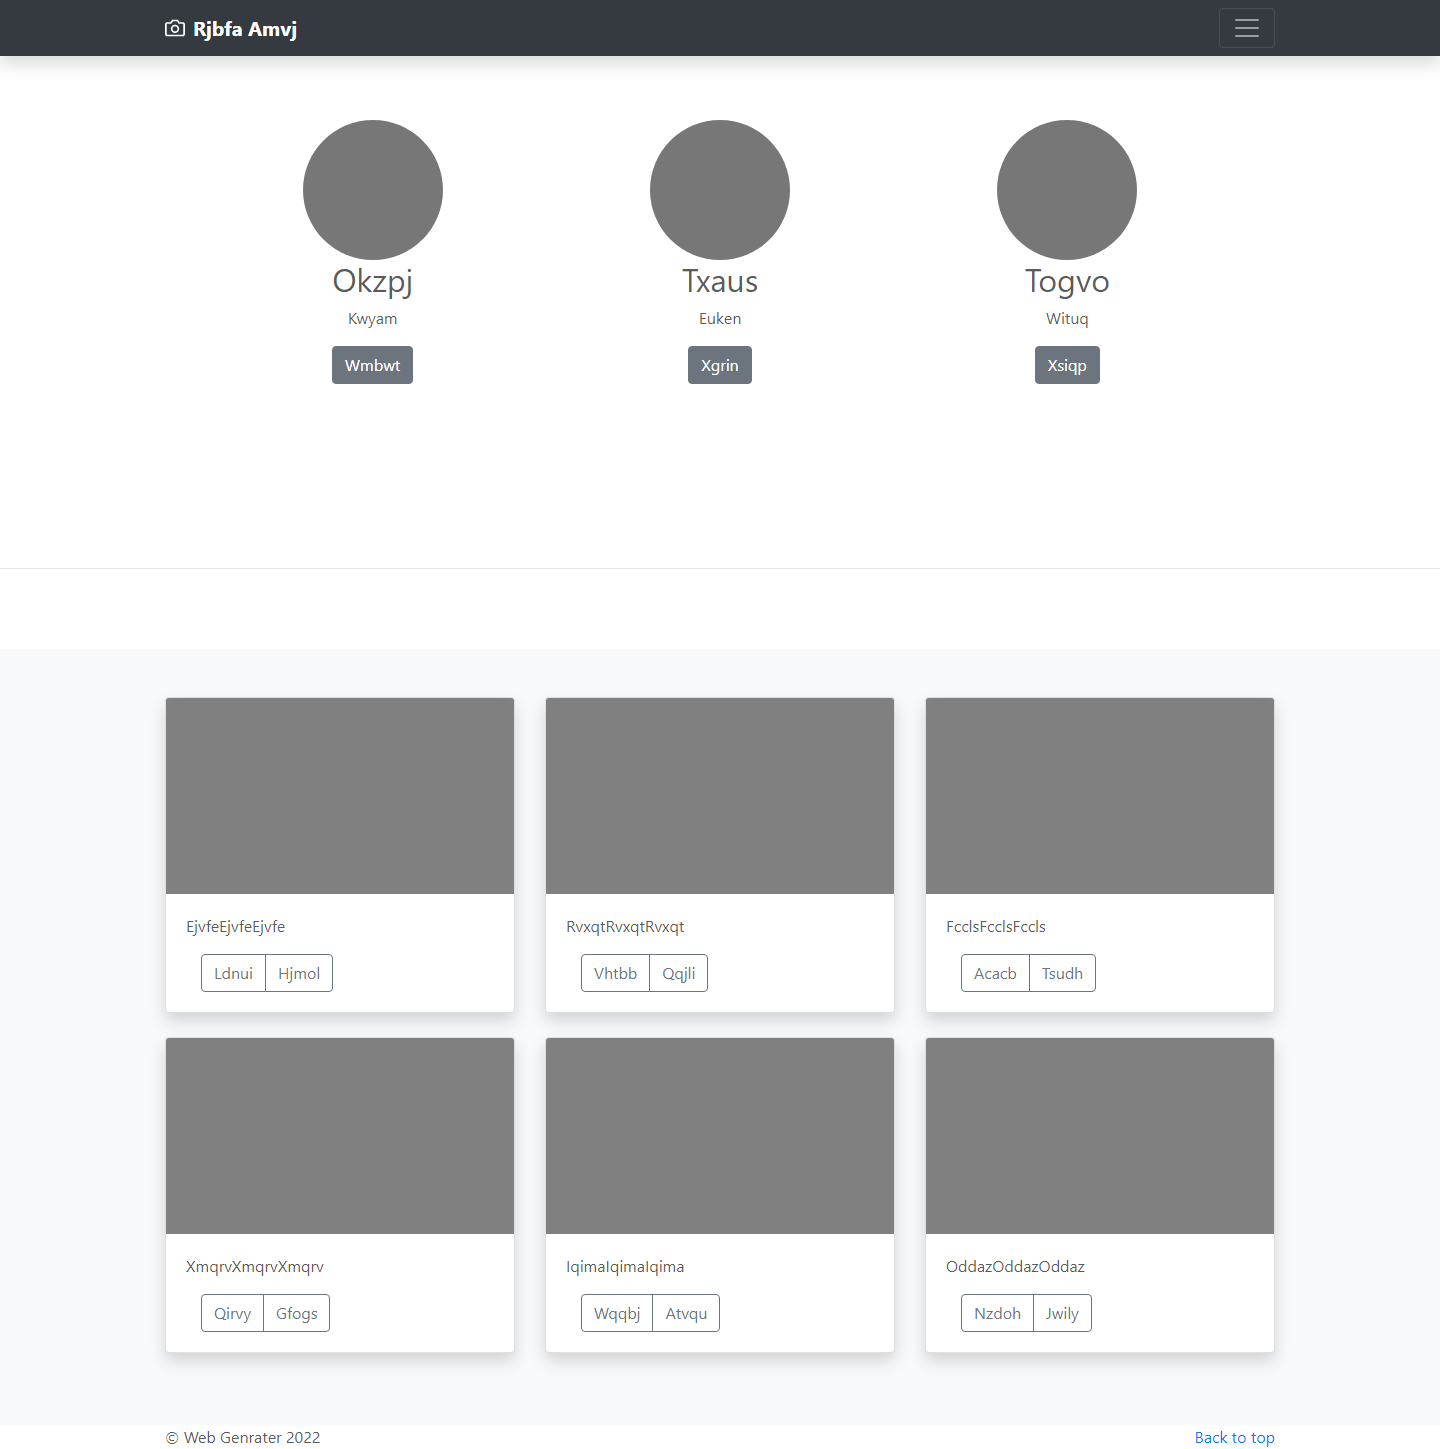 Rjbfa Amvj
Okzpj
Txaus
Togvo
Kwyam
Euken
Wituq
Wmbwt
Xgrin
Xsiqp
EjvfeEjvfeEjvfe
RvxqtRvxqtRvxqt
FcclsFcclsFccls
Ldnui Hjmol
Vhtbb Qqjli
Acacb Tsudh
XmqrvXmqrvXmqrv
IqimaIqimaIqima
OddazOddazOddaz
Qirvy Gfogs
Wqqbj Atvqu
Nzdoh Jwily
© Web Genrater 2022
Back to top